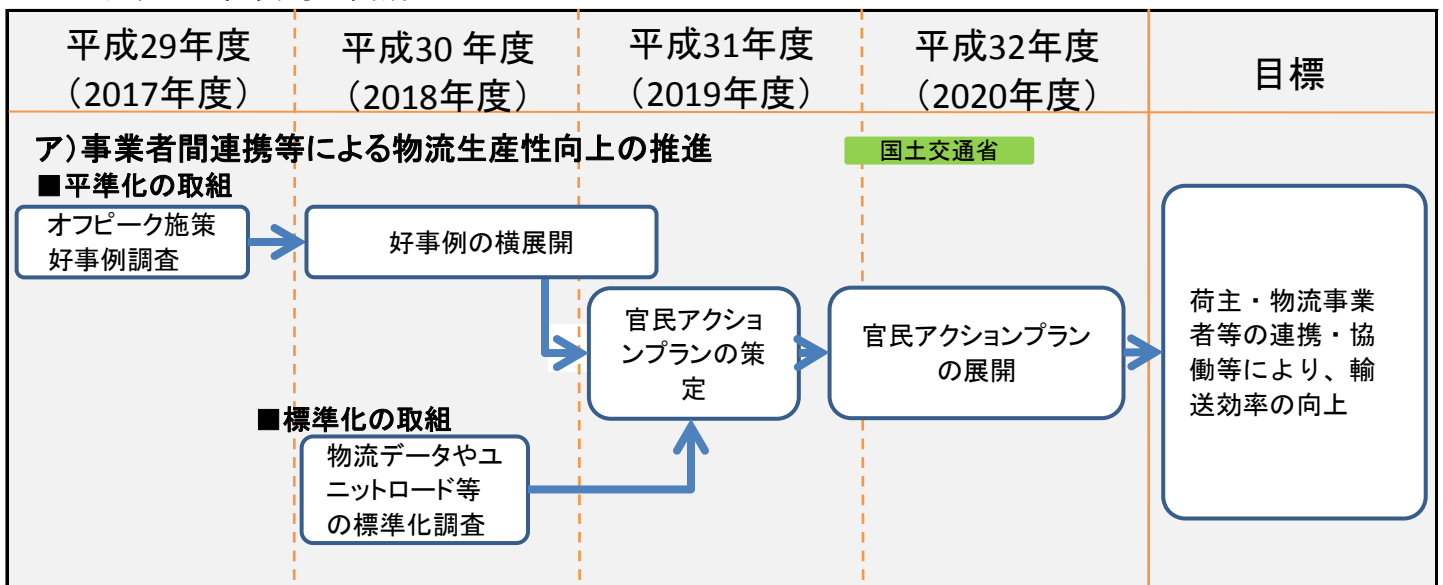 平成29年度
（2017年度）
平成30 年度
（2018年度）
平成31年度
（2019年度）
平成32年度
（2020年度）
目標
ア）事業者間連携等による物流生産性向上の推進
国土交通省
■平準化の取組
オフピーク施策
好事例調査
好事例の横展開
官民アクショ
ンプランの策
定
官民アクションプラン
の展開
荷主・物流事業
者等の連携・協
働等により、輸
送効率の向上
■標準化の取組
物流データやユ
ニットロード等
の標準化調査